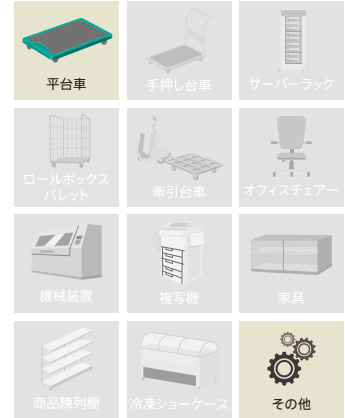 平台車
手押し台車
サーバーラック
ロールボックス
パレット
牽引台車
オフィスチェアー
機械装置
複写機
家具
商品陳列棚
冷凍ショーケース
その他